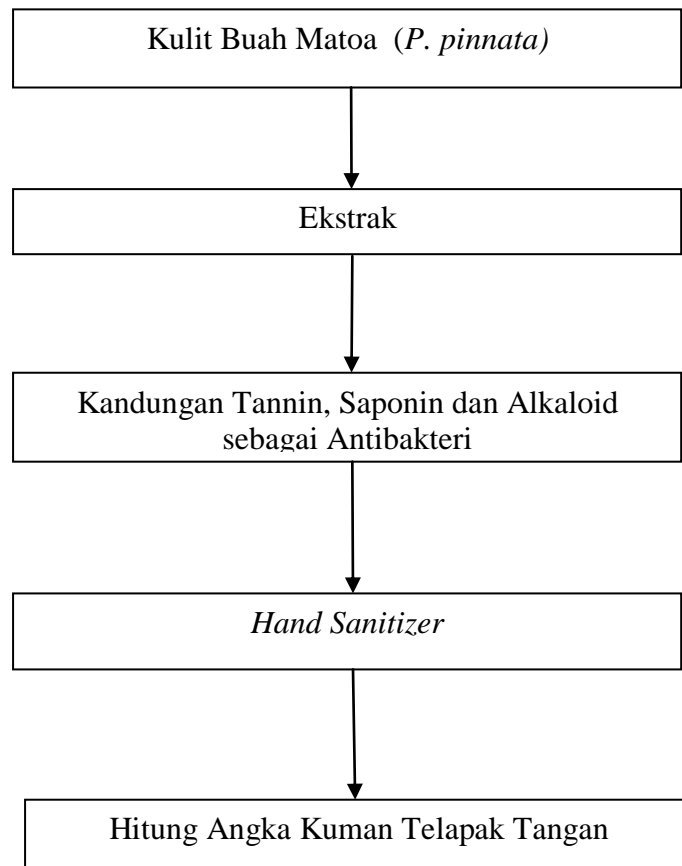 Kulit Buah Matoa (P. pinnata)
Ekstrak
Kandungan Tannin, Saponin dan Alkaloid
sebagai Antibakteri
Hand Sanitizer
Hitung Angka Kuman Telapak Tangan